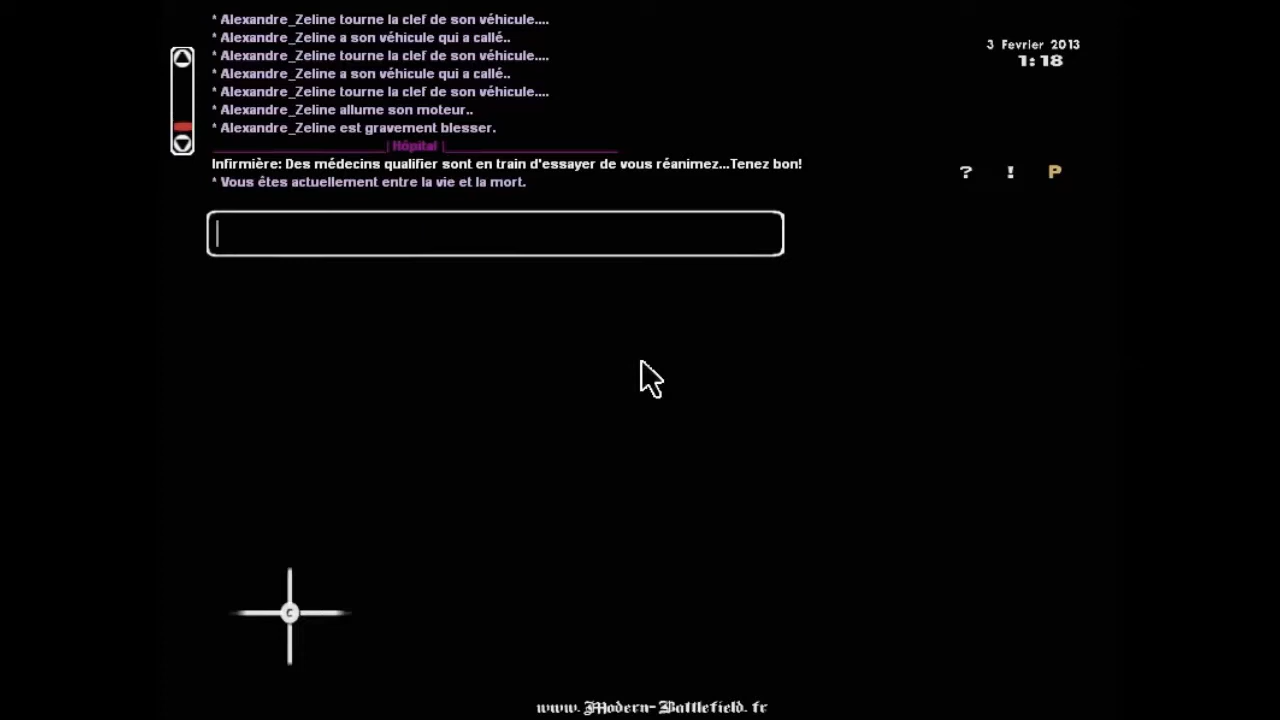 * Alexandre_Zeline tourne la clef de son véhicule....
* Alexandre_Zeline a son véhicule qui a callé..
* Alexandre_Zeline tourne la clef de son véhicule....
* Alexandre_Zeline a son véhicule qui a callé..
* Alexandre_Zeline tourne la clef de son véhicule....
* Alexandre_Zeline allume son moteur..
* Alexandre_Zeline est gravement blesser.
| Hôpital |
Infirmière: Des médecins qualifier sont en train d'essayer de vous réanimez...Tenez bon!
* Vous êtes actuellement entre la vie et la mort.
3 Fevrier 2013
1:18
? ! P
C
www.Modern-Battlefield.fr